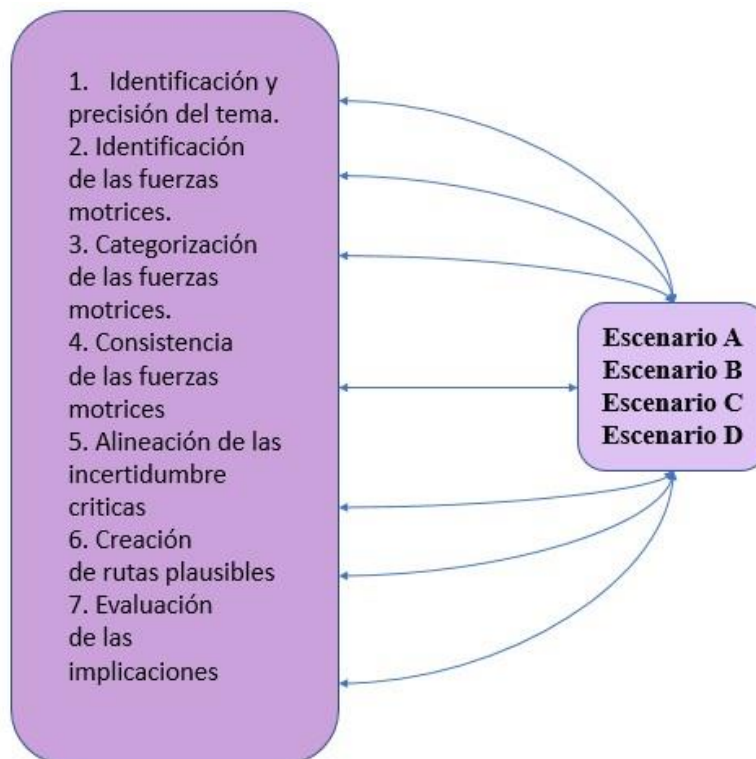 1. Identificación y
precisión del tema.
2. Identificación
de las fuerzas
motrices.
3. Categorización
de las fuerzas
motrices.
4. Consistencia
de las fuerzas
motrices
5. Alineación de las
incertidumbre
criticas
6. Creación
de rutas plausibles
7. Evaluación
de las
implicaciones
Escenario A
Escenario B
Escenario C
Escenario D